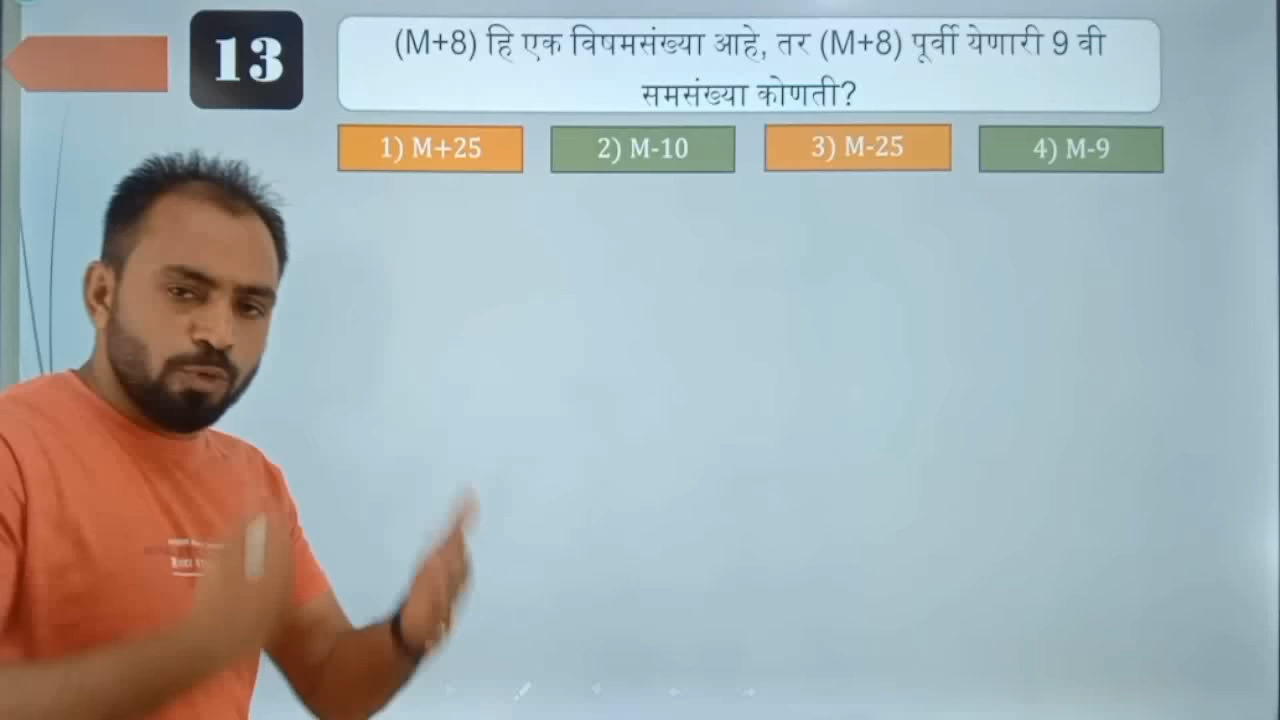 13
(M+8) हि एक विषमसंख्या आहे, तर (M+8) पूर्वी येणारी 9 वी
समसंख्या कोणती?
1) M+25
2) M-10
3) M-25
4) M-9